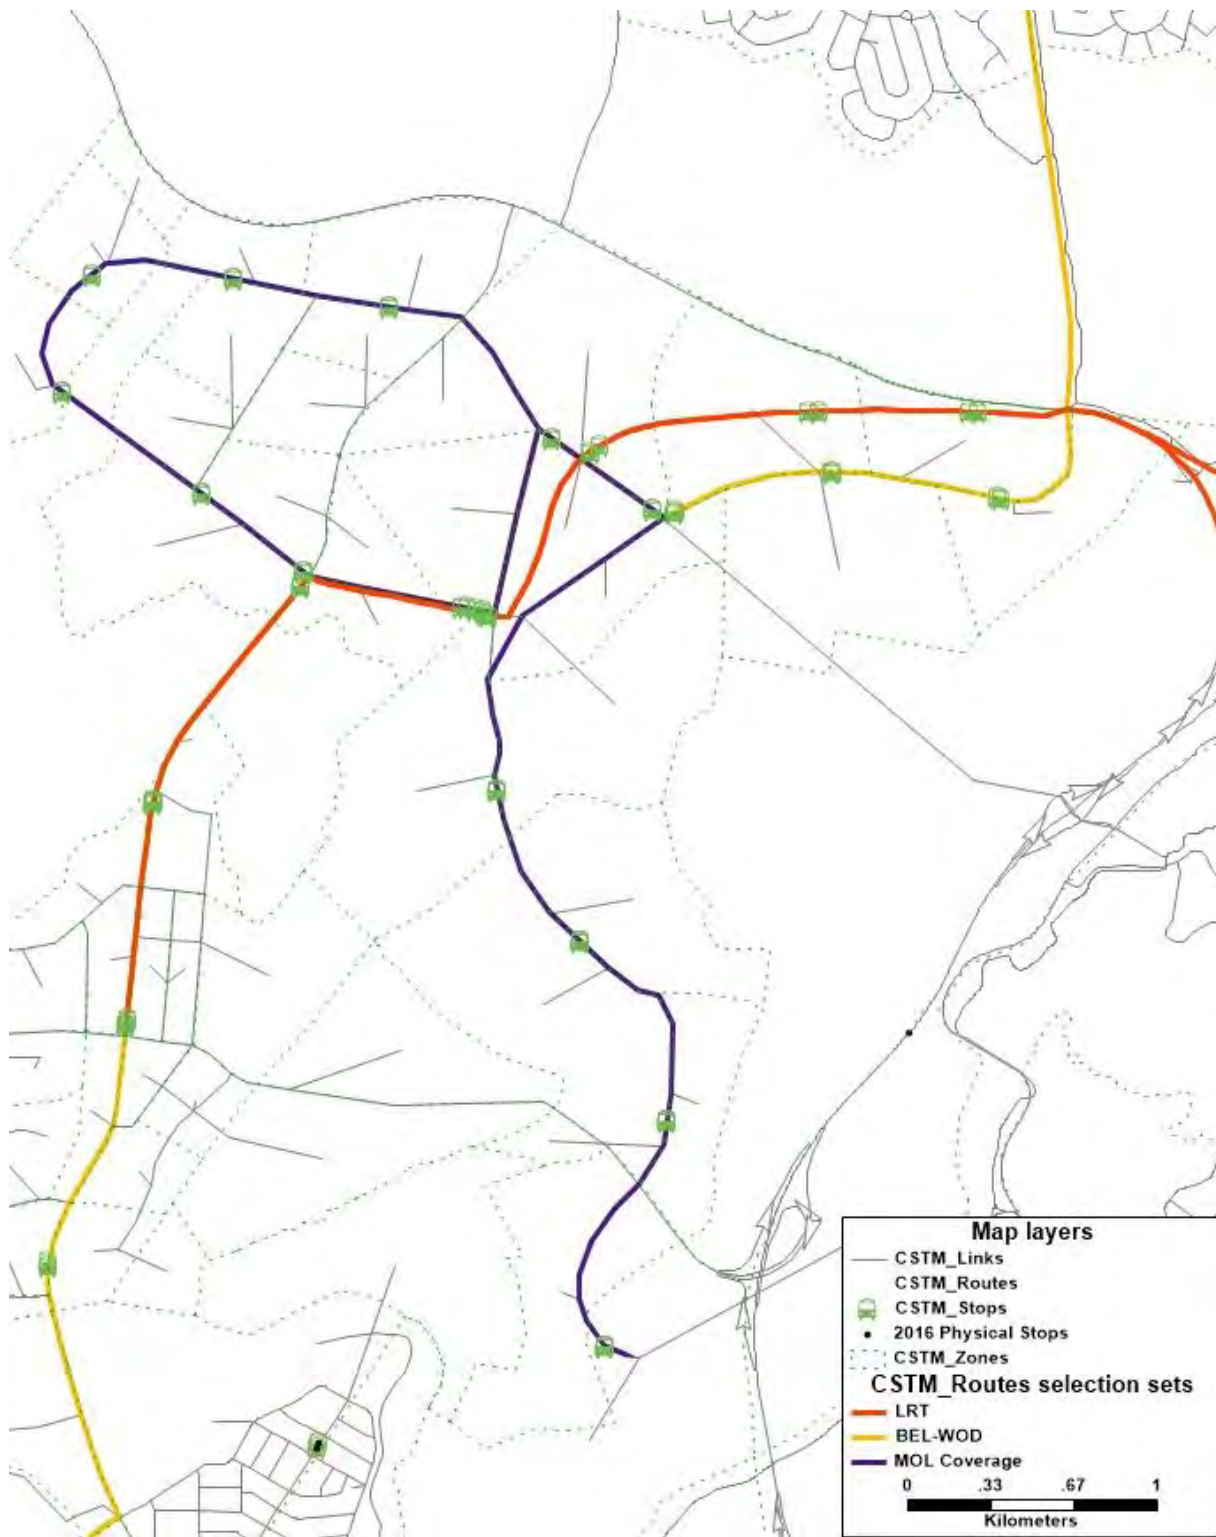 Map layers
CSTM_Links
CSTM_Routes
CSTM_Stops
2016 Physical Stops
CSTM_Zones
CSTM_Routes selection sets
LRT
BEL-WOD
MOL Coverage
0 .33 .67 1
Kilometers